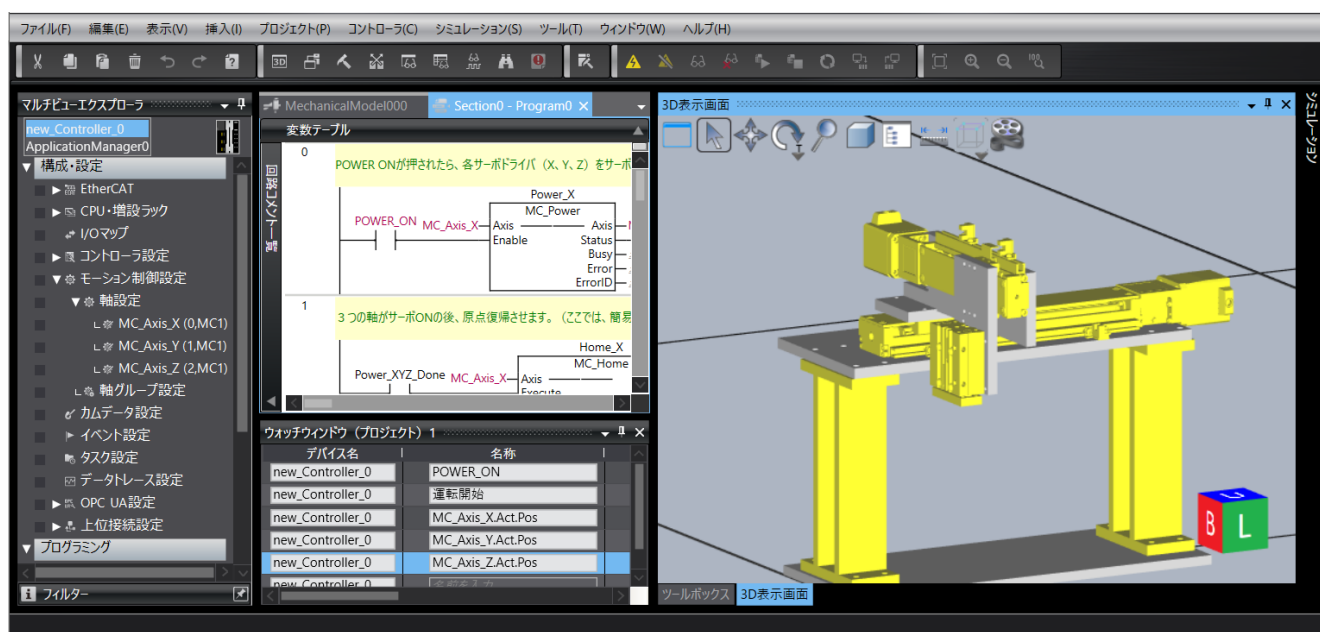 ファイル(F) 編集(E) 表示(V) 挿入(I) プロジェクト(P) コントローラ(C) シミュレーション(S) ツール(T) ウィンドウ(W) ヘルプ(H)
マルチビューエクスプローラ
new_Controller_0
ApplicationManager0
構成・設定
EtherCAT
CPU・増設ラック
I/Oマップ
コントローラ設定
モーション制御設定
軸設定
MC_Axis_X (0,MC1)
MC_Axis_Y (1,MC1)
MC_Axis_Z (2,MC1)
軸グループ設定
カムデータ設定
イベント設定
タスク設定
データトレース設定
OPC UA設定
上位接続設定
プログラミング
フィルター
MechanicalModel000 Section0 - Program0
変数テーブル
回路コメント一覧
0
POWER ONが押されたら、各サーボドライバ（X、Y、Z）をサーボ
Power_X
MC_Power
POWER_ON MC_Axis_X Axis Axis
Enable Status
Busy
Error
ErrorID
1
３つの軸がサーボONの後、原点復帰させます。（ここでは、簡易
Home_X
MC_Home
Power_XYZ_Done MC_Axis_X Axis
Execute
ウォッチウィンドウ（プロジェクト）1
デバイス名 名称
new_Controller_0 POWER_ON
new_Controller_0 運転開始
new_Controller_0 MC_Axis_X.Act.Pos
new_Controller_0 MC_Axis_Y.Act.Pos
new_Controller_0 MC_Axis_Z.Act.Pos
new_Controller_0 名前を入力
3D表示画面
B L U
ツールボックス 3D表示画面
シミュレーション